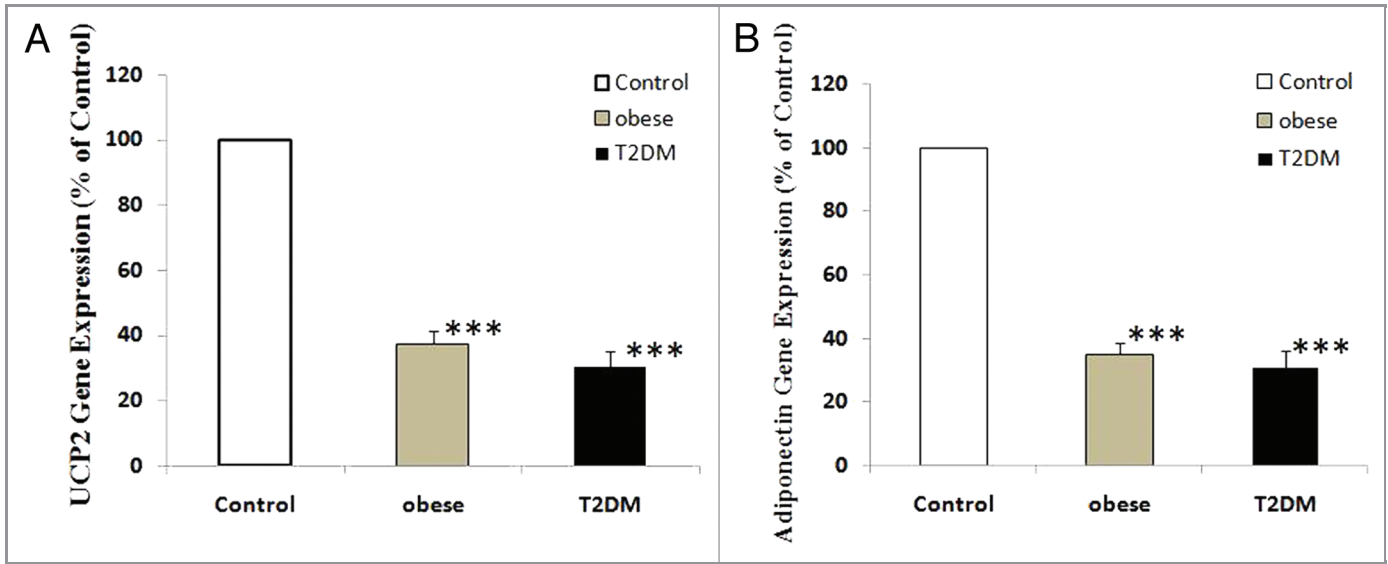 A
UCP2 Gene Expression (% of Control)
120
100
80
60
40
20
0
Control
obese
T2DM
***
***
Control
obese
T2DM
B
Adiponectin Gene Expression (% of Control)
120
100
80
60
40
20
0
Control
obese
T2DM
***
***
Control
obese
T2DM